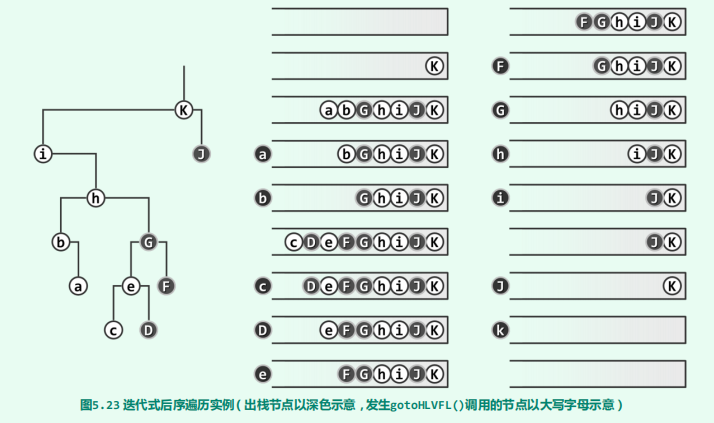 K
i
J
h
b
G
a
e
F
c
D
K
a b G h i J K
a b G h i J K
b G h i J K
c D e F G h i J K
c D e F G h i J K
D e F G h i J K
e F G h i J K
F G h i J K
F G h i J K
G h i J K
h i J K
i J K
J K
J K
k
图5.23 迭代式后序遍历实例(出栈节点以深色示意,发生gotoHLVFL()调用的节点以大写字母示意)